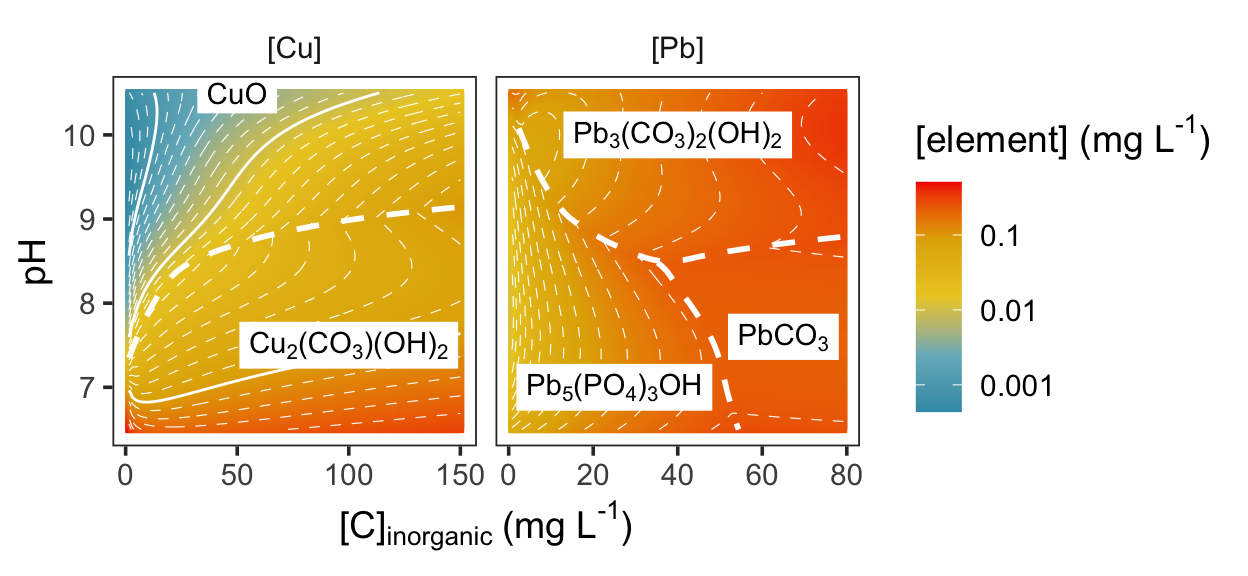 [Cu]
[Pb]
[element] (mg L⁻¹)
0.1
0.01
0.001
pH
10
9
8
7
CuO
Cu₂(CO₃)(OH)₂
Pb₃(CO₃)₂(OH)₂
PbCO₃
Pb₅(PO₄)₃OH
0 50 100 150
0 20 40 60 80
[C]inorganic (mg L⁻¹)